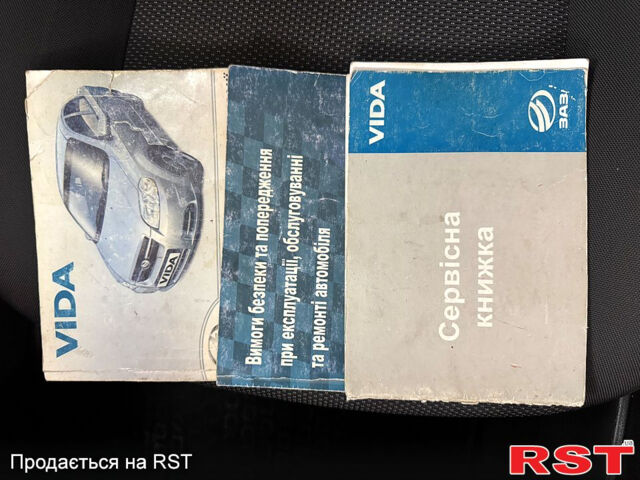 VIDA
VIDA
Вимоги безпеки та попередження
при експлуатації, обслуговуванні
та ремонті автомобіля
VIDA
ЗАЗ
Сервісна
книжка
Продається на RST
RST